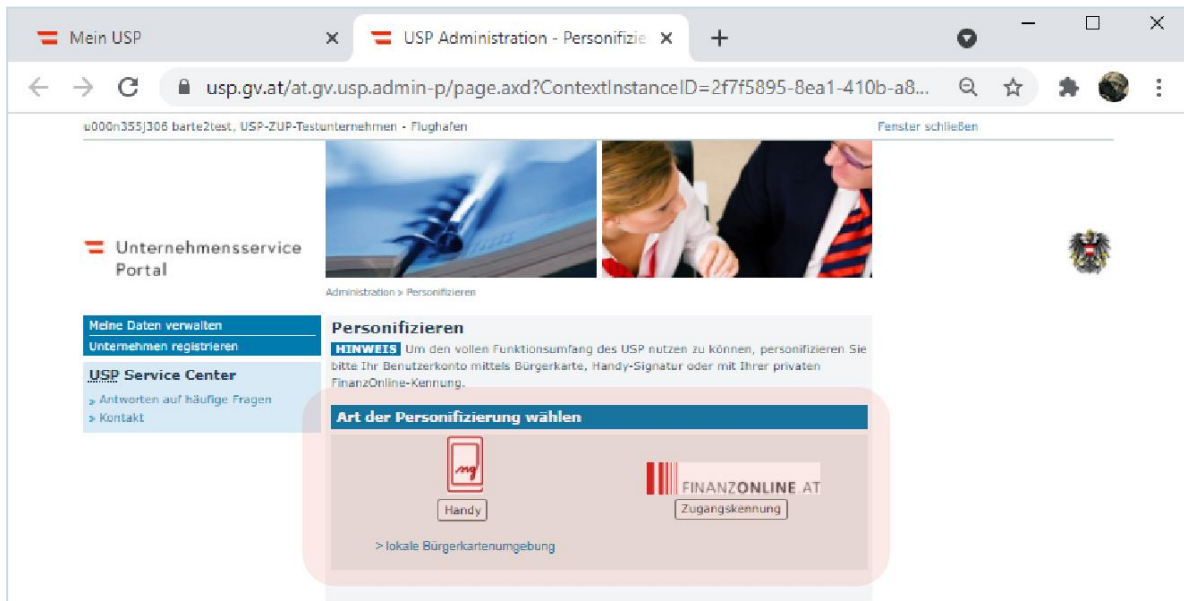 Mein USP
USP Administration - Personifizie
usp.gv.at/at.gv.usp.admin-p/page.axd?ContextInstanceID=2f7f5895-8ea1-410b-a8...
u000n355j306 barte2test, USP-ZUP-Testunternehmen - Flughafen
Fenster schließen
Unternehmensservice
Portal
Administration > Personifizieren
Meine Daten verwalten
Unternehmen registrieren
USP Service Center
» Antworten auf häufige Fragen
» Kontakt
Personifizieren
HINWEIS Um den vollen Funktionsumfang des USP nutzen zu können, personifizieren Sie
bitte Ihr Benutzerkonto mittels Bürgerkarte, Handy-Signatur oder mit Ihrer privaten
FinanzOnline-Kennung.
Art der Personifizierung wählen
Handy
FINANZONLINE.AT
Zugangskennung
> lokale Bürgerkartenumgebung